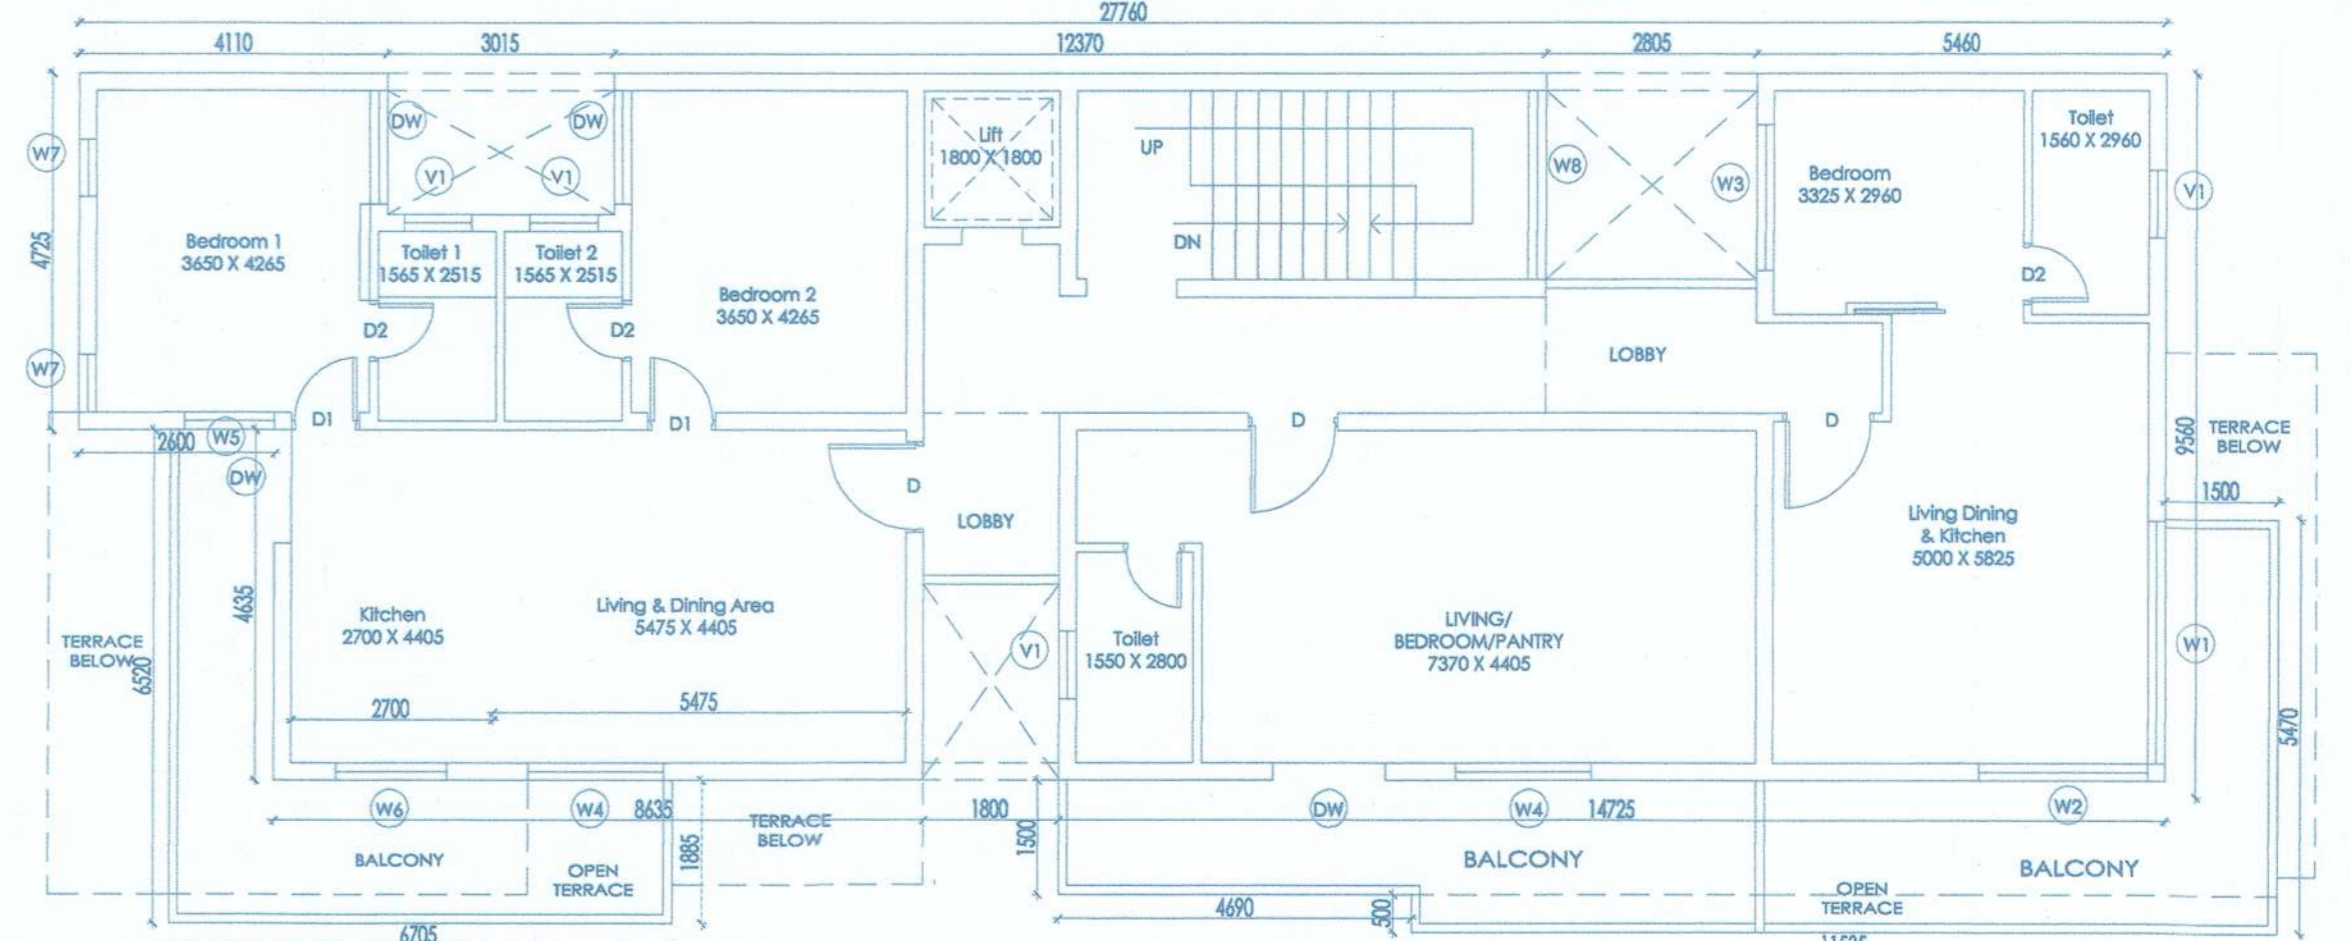 27760
4110
3015
12370
2805
5460
W7
4725
W7
Bedroom 1
3650 X 4265
DW
DW
V1
V1
Toilet 1
1565 X 2515
Toilet 2
1565 X 2515
D2
D2
D1
D1
Bedroom 2
3650 X 4265
Lift
1800 X 1800
UP
DN
W8
W3
Bedroom
3325 X 2960
Toilet
1560 X 2960
V1
D2
LOBBY
D
D
9560
TERRACE
BELOW
1500
2600
W5
DW
4635
TERRACE
BELOW
6520
Kitchen
2700 X 4405
Living & Dining Area
5475 X 4405
2700
5475
D
LOBBY
V1
Toilet
1550 X 2800
LIVING/
BEDROOM/PANTRY
7370 X 4405
Living Dining
& Kitchen
5000 X 5825
W1
5470
W6
W4
8635
1885
TERRACE
BELOW
1800
1500
DW
W4
14725
W2
BALCONY
OPEN
TERRACE
BALCONY
BALCONY
OPEN
TERRACE
4690
500
6705